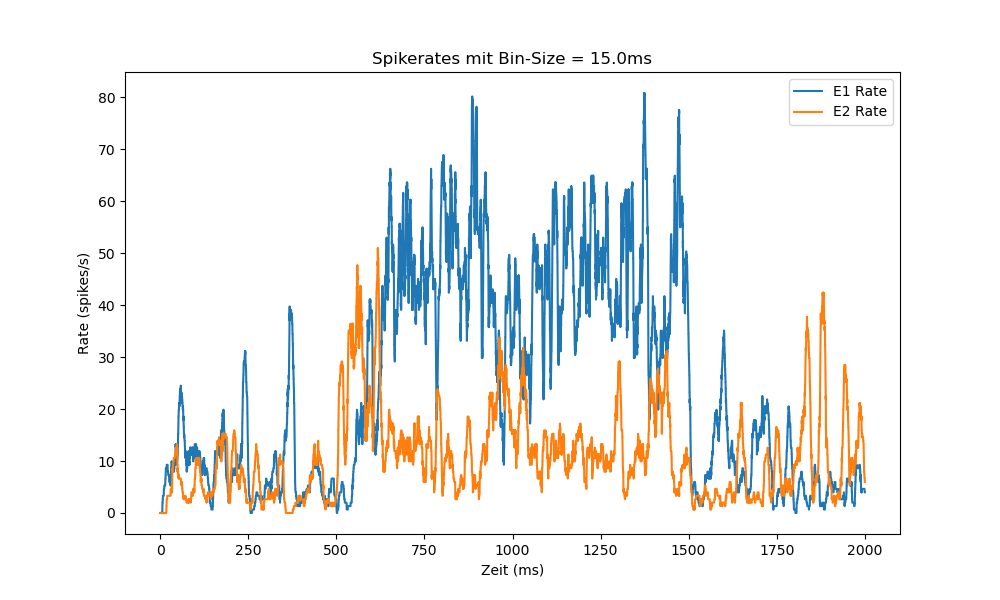 Spikerates mit Bin-Size = 15.0ms
E1 Rate
E2 Rate
80
70
60
50
40
30
20
10
0
Rate (spikes/s)
0 250 500 750 1000 1250 1500 1750 2000
Zeit (ms)